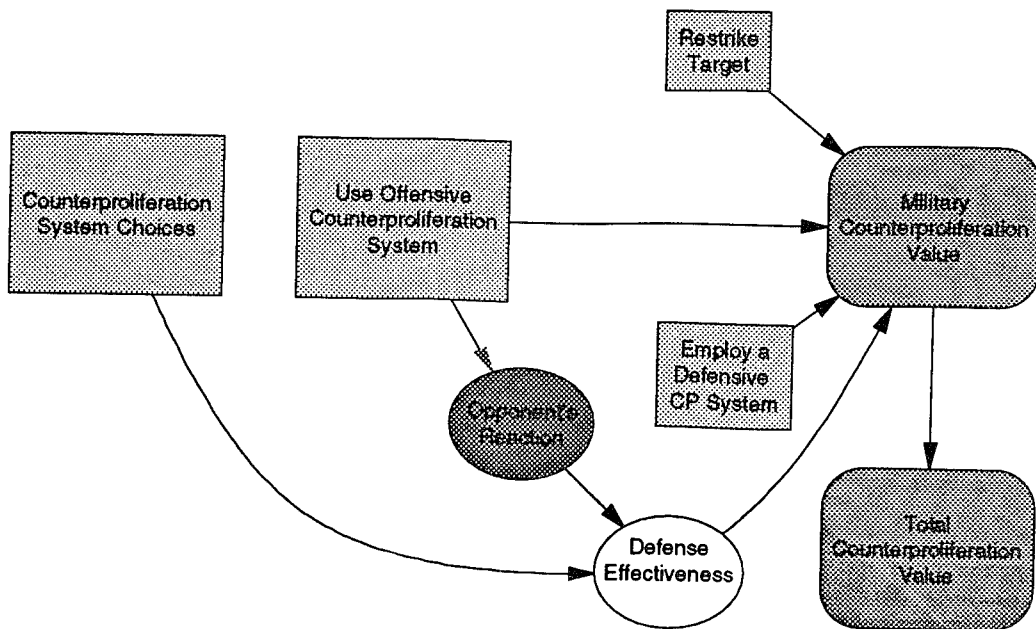 Restrike
Target
Counterproliferation
System Choices
Use Offensive
Counterproliferation
System
Military
Counterproliferation
Value
Employ a
Defensive
CP System
Opponent's
Reaction
Defense
Effectiveness
Total
Counterproliferation
Value